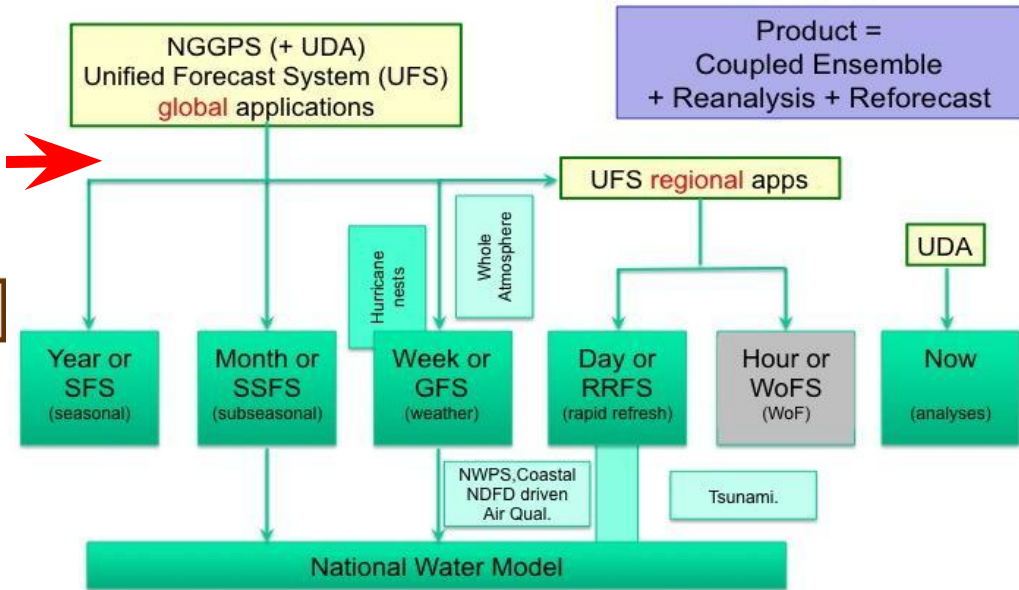 NGGPS (+ UDA)
Unified Forecast System (UFS)
global applications
Product =
Coupled Ensemble
+ Reanalysis + Reforecast
UFS regional apps
UDA
Hurricane
nests
Whole
Atmosphere
Year or
SFS
(seasonal)
Month or
SSFS
(subseasonal)
Week or
GFS
(weather)
Day or
RRFS
(rapid refresh)
Hour or
WoFS
(WoF)
Now
(analyses)
NWPS,Coastal
NDFD driven
Air Qual.
Tsunami.
National Water Model